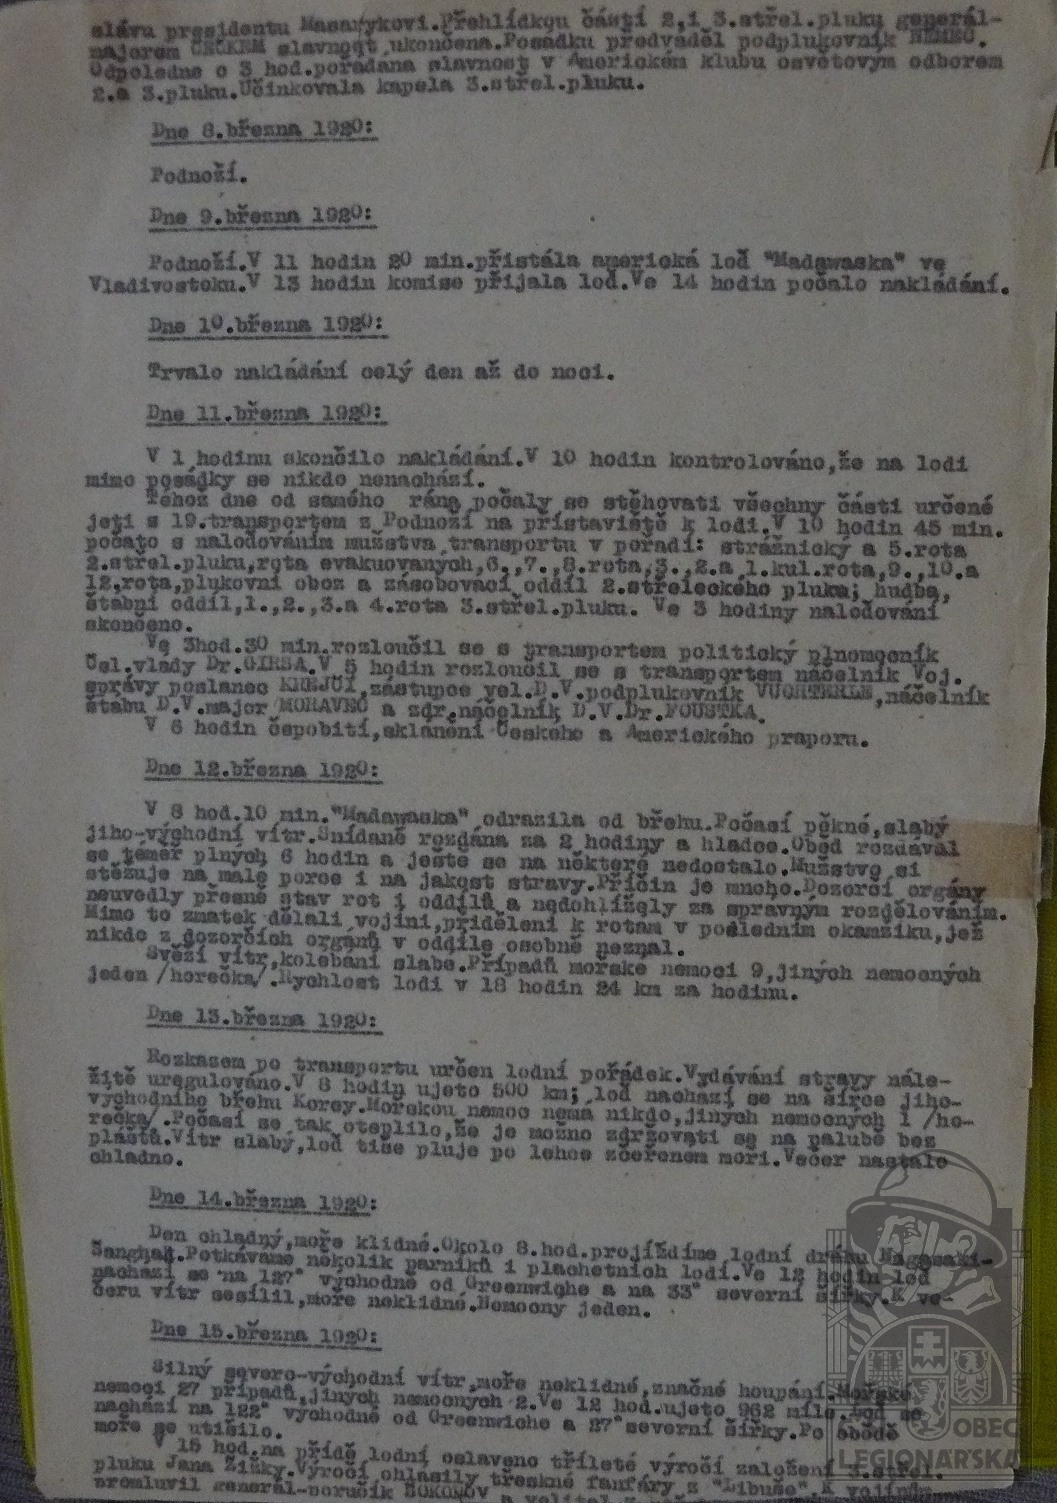 slávu presidentu Masarykovi.Přehlídkou částí 2,i 3.střel.pluku generál-
majorem ČEČKEM slavnost ukončena.Posádku předváděl podplukovník NĚMEC.
Odpoledne o 3 hod.pořádana slavnost v Americkém klubu osvětovým odborem
2.a 3.pluku.Účinkovala kapela 3.střel.pluku.
Dne 8.března 1920:
Podnoží.
Dne 9.března 1920:
Podnoží.V 11 hodin 20 min.přistála americká loď "Madawaska" ve
Vladivostoku.V 13 hodin komise přijala loď.Ve 14 hodin počalo nakládání.
Dne 10.března 1920:
Trvalo nakládání celý den až do noci.
Dne 11.března 1920:
V 1 hodinu skončilo nakládání.V 10 hodin kontrolováno,že na lodi
mimo posádky se nikdo nenachází.
Téhož dne od samého rána počaly se stěhovati všechny části určené
jeti s 19.transportem z Podnoží na přístaviště k lodi.V 10 hodin 45 min.
počato s naloďováním mužstva transportu v pořadí: strážnický a 5.rota
2.střel.pluku,rota evakuovaných,6.,7.,8.rota,3.,2.a 1.kul.rota,9.,10.a
12.rota,plukovní oboz a zásobovací oddíl 2.střeleckého pluku; hudba,
štábní oddíl,1.,2.,3.a 4.rota 3.střel.pluku. Ve 3 hodiny naloďování
skončeno.
Ve 3hod.30 min.rozloučil se s transportem politický plnomocník
Čsl.vlády Dr.GIRSA.V 5 hodin rozloučil se s transportem náčelník Voj.
správy poslanec KREJČÍ,zástupce vel.D.V.podplukovník VUCHTERLE,náčelník
štábu D.V.major MORAVEC a zdr.náčelník D.V.Dr.FOUSTKA.
V 6 hodin čepobití,sklánění Českého a Amerického praporu.
Dne 12.března 1920:
V 8 hod.10 min."Madawaska" odrazila od břehu.Počasí pěkné,slabý
jiho-východní vítr.Snídaně rozdána za 2 hodiny a hladce.Oběd rozdával
se téměř plných 6 hodin a ještě se na některé nedostalo.Mužstvo si
stěžuje na malé porce i na jakost stravy.Příčin je mnoho.Dozorčí orgány
neuvedly přesně stav rot i oddílů a nedohlížely za správným rozdělováním.
Mimo to zmatek dělali vojíni,přidělení k rotám v posledním okamžiku,jež
nikdo z dozorčích orgánů v oddíle osobně neznal.
Svěží vítr,kolébání slabé.Případů mořské nemoci 9,jiných nemocných
jeden /horečka/.Rychlost lodi v 18 hodin 24 km za hodinu.
Dne 13.března 1920:
Rozkazem po transportu určen lodní pořádek.Vydávání stravy nále-
žitě uregulováno.V 8 hodin ujeto 500 km; loď nachází se na šířce jiho-
východního břehu Korey.Mořskou nemoc nemá nikdo,jiných nemocných 1 /ho-
rečka/.Počasí se tak oteplilo,že je možno zdržovati se na palubě bez
pláště.Vítr slabý,loď tiše pluje po lehce zčeřeném moři.Večer nastalo
chladno.
Dne 14.března 1920:
Den chladný,moře klidné.Okolo 8.hod.projíždíme lodní dráhu Nagasaki-
Šanghaj.Potkáváme několik parníků i plachetních lodí.Ve 12 hodin loď
nachází se na 127° východně od Greenwiche a na 33° severní šířky.K ve-
čeru vítr sesílil,moře neklidné.Nemocný jeden.
Dne 15.března 1920:
Silný severo-východní vítr,moře neklidné,značné houpání.Mořské
nemoci 27 případů,jiných nemocných 2.Ve 12 hod.ujeto 962 míle.Loď se
nachází na 122° východně od Greenwiche a 27° severní šířky.Po obědě
moře se utišilo.
V 15 hod.na přídě lodní oslaveno tříleté výročí založení 3.střel.
pluku Jana Žižky.Výročí ohlásily třeskné fanfáry z "Libuše".K vojínům
promluvil generál-poručík
OBEC
LEGIONÁŘSKÁ